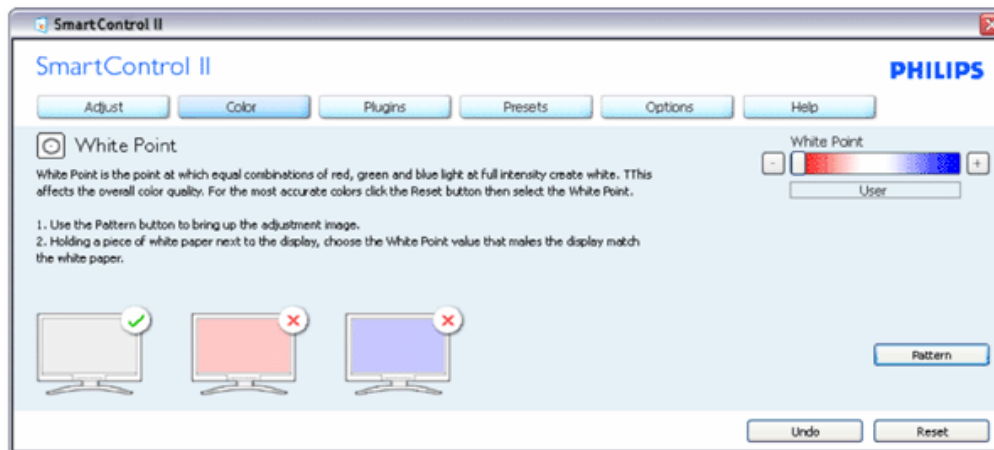 SmartControl II
SmartControl II
PHILIPS
Adjust
Color
Plugins
Presets
Options
Help
White Point
White Point is the point at which equal combinations of red, green and blue light at full intensity create white. TThis
affects the overall color quality. For the most accurate colors click the Reset button then select the White Point.
1. Use the Pattern button to bring up the adjustment image.
2. Holding a piece of white paper next to the display, choose the White Point value that makes the display match
the white paper.
White Point
- +
User
Pattern
Undo
Reset